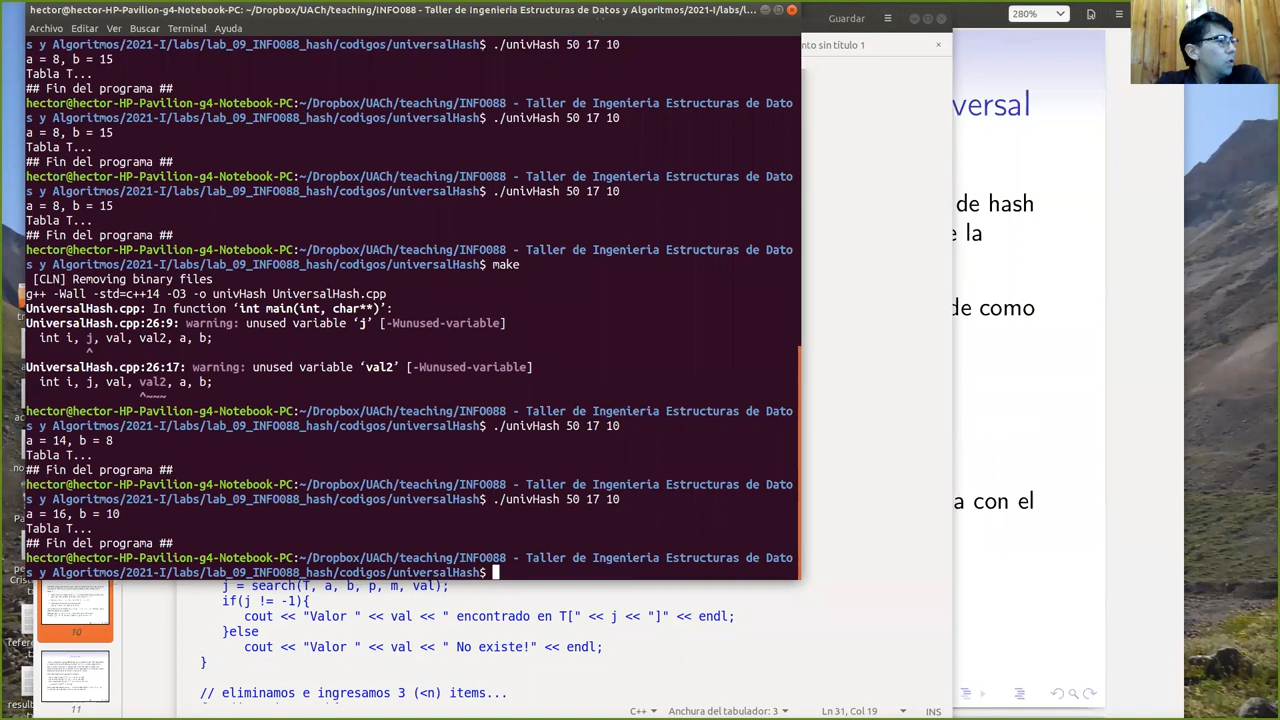 hector@hector-HP-Pavilion-g4-Notebook-PC: ~/Dropbox/UACh/teaching/INFO088 - Taller de Ingenieria Estructuras de Datos y Algoritmos/2021-I/labs/l...
Archivo Editar Ver Buscar Terminal Ayuda
s y Algoritmos/2021-I/labs/lab_09_INFO088_hash/codigos/universalHash$ ./univHash 50 17 10
a = 8, b = 15
Tabla T...
## Fin del programa ##
hector@hector-HP-Pavilion-g4-Notebook-PC:~/Dropbox/UACh/teaching/INFO088 - Taller de Ingenieria Estructuras de Dato
s y Algoritmos/2021-I/labs/lab_09_INFO088_hash/codigos/universalHash$ ./univHash 50 17 10
a = 8, b = 15
Tabla T...
## Fin del programa ##
hector@hector-HP-Pavilion-g4-Notebook-PC:~/Dropbox/UACh/teaching/INFO088 - Taller de Ingenieria Estructuras de Dato
s y Algoritmos/2021-I/labs/lab_09_INFO088_hash/codigos/universalHash$ ./univHash 50 17 10
a = 8, b = 15
Tabla T...
## Fin del programa ##
hector@hector-HP-Pavilion-g4-Notebook-PC:~/Dropbox/UACh/teaching/INFO088 - Taller de Ingenieria Estructuras de Dato
s y Algoritmos/2021-I/labs/lab_09_INFO088_hash/codigos/universalHash$ make
[CLN] Removing binary files
g++ -Wall -std=c++14 -O3 -o univHash UniversalHash.cpp
UniversalHash.cpp: In function ‘int main(int, char**)’:
UniversalHash.cpp:26:9: warning: unused variable ‘j’ [-Wunused-variable]
int i, j, val, val2, a, b;
^
UniversalHash.cpp:26:17: warning: unused variable ‘val2’ [-Wunused-variable]
int i, j, val, val2, a, b;
^~~~
hector@hector-HP-Pavilion-g4-Notebook-PC:~/Dropbox/UACh/teaching/INFO088 - Taller de Ingenieria Estructuras de Dato
s y Algoritmos/2021-I/labs/lab_09_INFO088_hash/codigos/universalHash$ ./univHash 50 17 10
a = 14, b = 8
Tabla T...
## Fin del programa ##
hector@hector-HP-Pavilion-g4-Notebook-PC:~/Dropbox/UACh/teaching/INFO088 - Taller de Ingenieria Estructuras de Dato
s y Algoritmos/2021-I/labs/lab_09_INFO088_hash/codigos/universalHash$ ./univHash 50 17 10
a = 16, b = 10
Tabla T...
## Fin del programa ##
hector@hector-HP-Pavilion-g4-Notebook-PC:~/Dropbox/UACh/teaching/INFO088 - Taller de Ingenieria Estructuras de Dato
s y Algoritmos/2021-I/labs/lab_09_INFO088_hash/codigos/universalHash$
j = search(T, a, b, p, m, val);
if(j != -1){
cout << "Valor " << val << " encontrado en T[" << j << "]" << endl;
}else
cout << "Valor " << val << " No existe!" << endl;
}
// eliminamos e ingresamos 3 (<n) items...
C++ Anchura del tabulador: 3 Ln 31, Col 19 INS
Guardar
nto sin título 1
280%
versal
de hash
e la
de como
a con el
10
11